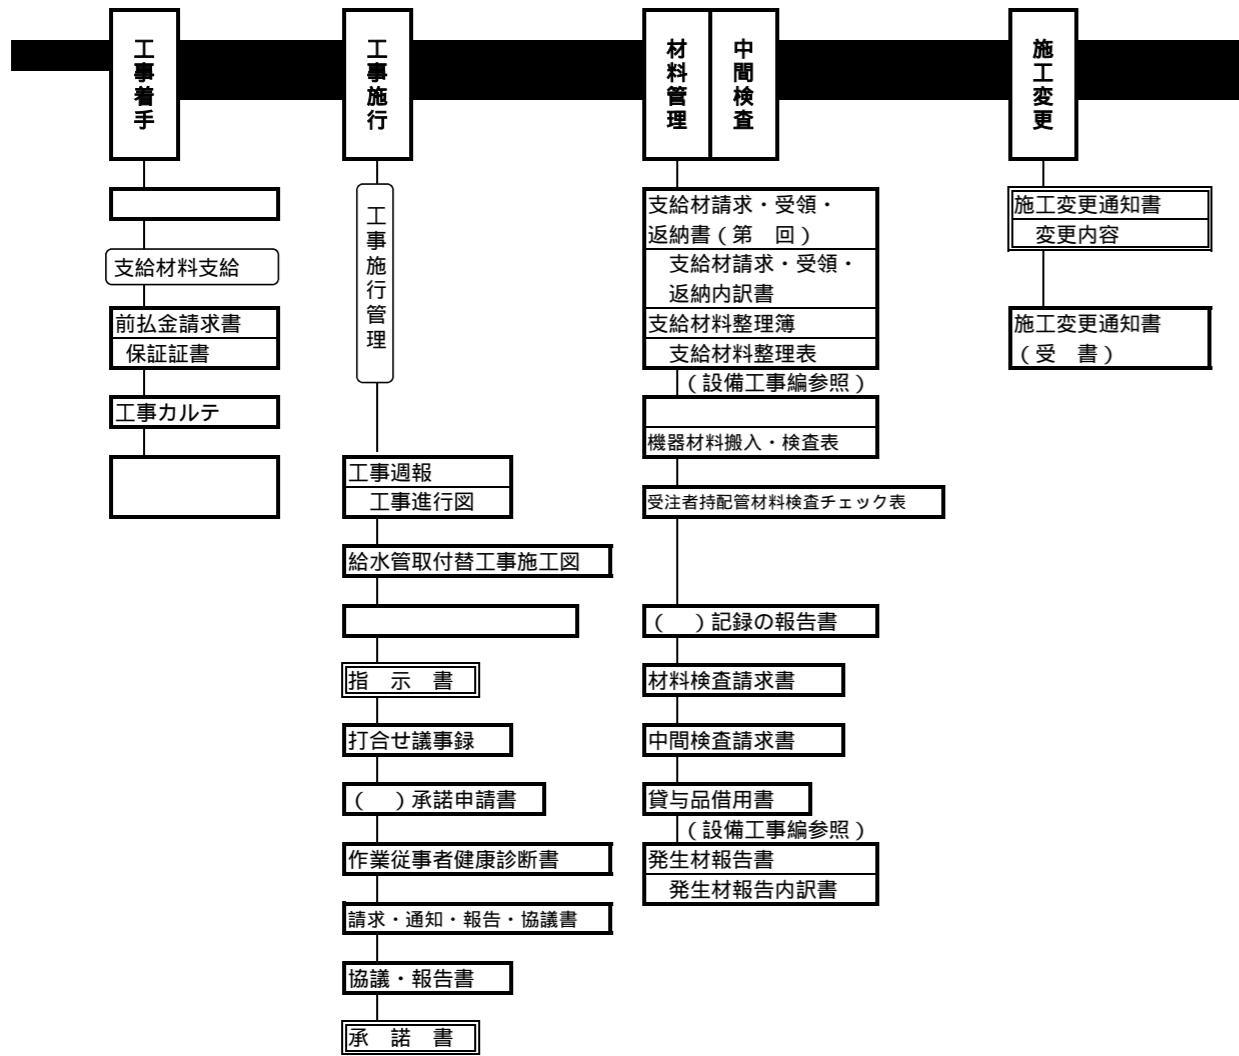 工事着手
支給材料支給
前払金請求書
保証証書
工事カルテ
工事施行
工事施行管理
工事週報
工事進行図
給水管取付替工事施工図
指　示　書
打合せ議事録
(　　)承諾申請書
作業従事者健康診断書
請求・通知・報告・協議書
協議・報告書
承　諾　書
材料管理
中間検査
支給材請求・受領・
返納書(第　回)
支給材請求・受領・
返納内訳書
支給材料整理簿
支給材料整理表
(設備工事編参照)
機器材料搬入・検査表
受注者持配管材料検査チェック表
(　　)記録の報告書
材料検査請求書
中間検査請求書
貸与品借用書
(設備工事編参照)
発生材報告書
発生材報告内訳書
施工変更
施工変更通知書
変更内容
施工変更通知書
(受　書)